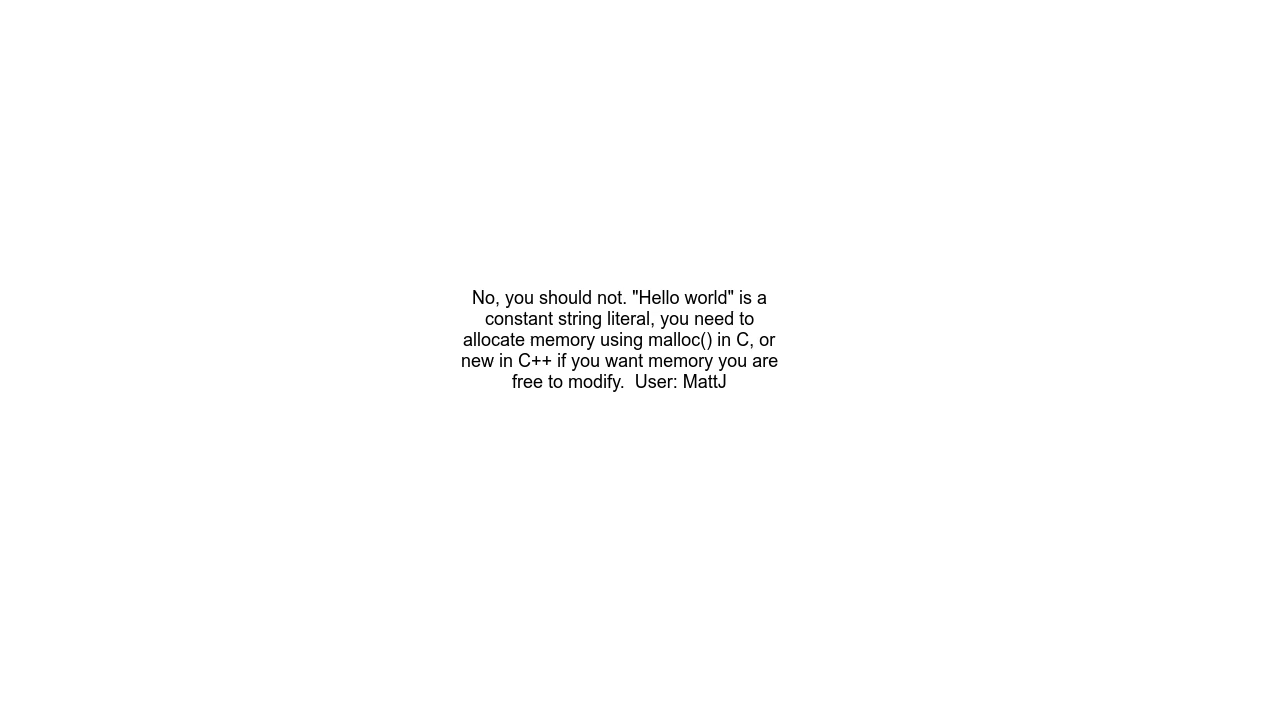 No, you should not. "Hello world" is a
constant string literal, you need to
allocate memory using malloc() in C, or
new in C++ if you want memory you are
free to modify.  User: MattJ